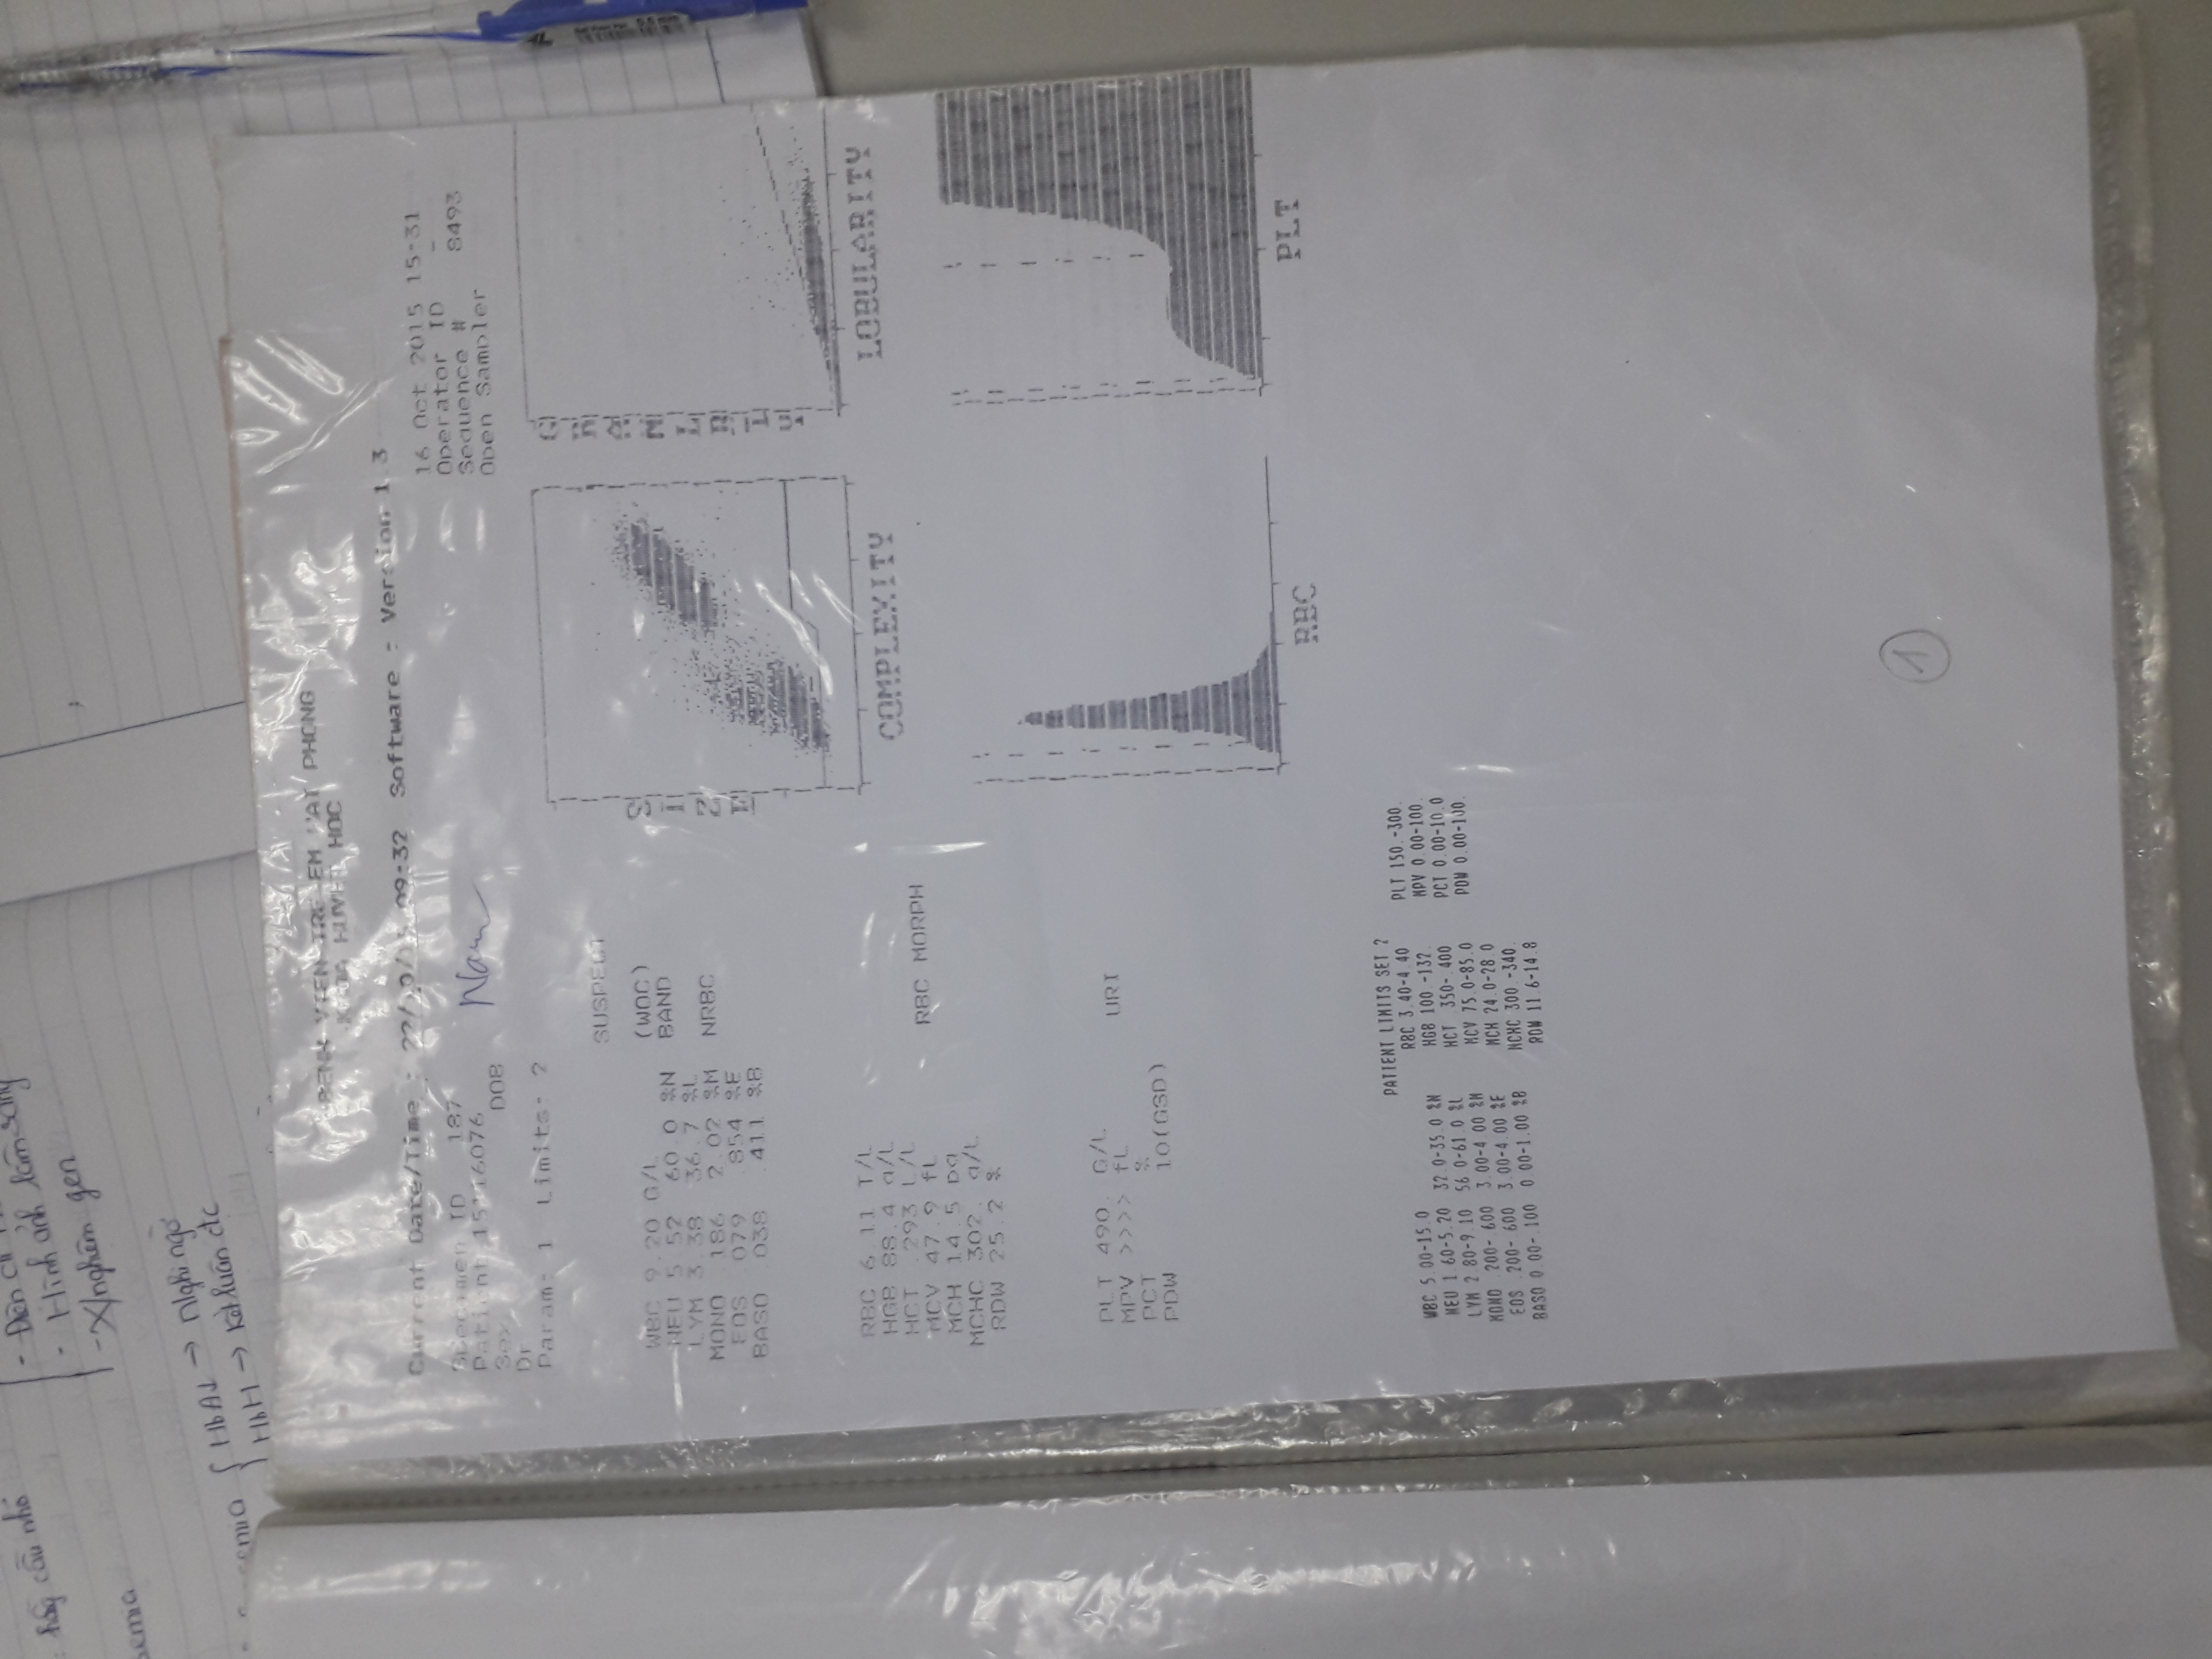 hồng cầu nhỏ
- Hình ảnh lâm sàng
- X/nghiệm gen
HbA↓ → Nghi ngờ
HbH → Kết luận đc
BENH VIEN TRE EM HAI PHONG
KHOA HUYET HOC
Current Date/Time : 09:32 Software : Version 1.3
16 Oct 2015 15:31
Operator ID -
Sequence # 8493
Open Sampler
Specimen ID 187
Patient
Nam
Sex DOB
Dr
Param: 1 Limits: 2
SUSPECT
WBC 9.20 G/L (WOC)
NEU 5.52 60.0 %N BAND
LYM 3.38 36.7 %L
MONO .186 2.02 %M NRBC
EOS .079 .854 %E
BASO .038 .411 %B
SIZE
COMPLEXITY
LOBULARITY
RBC 6.11 T/L
HGB 88.4 g/L
HCT .293 L/L
MCV 47.9 fL RBC MORPH
MCH 14.5 pg
MCHC 302. g/L
RDW 25.2 %
PLT 490. G/L URI
MPV >>>> fL
PCT %
PDW 10(GSD)
RBC
PLT
PATIENT LIMITS SET 2
WBC 5.00-15.0 RBC 3.40-4.40 PLT 150.-300.
NEU 1.60-5.20 32.0-35.0 %N HGB 100.-132. MPV 0.00-100.
LYM 2.80-9.10 56.0-61.0 %L HCT .350-.400 PCT 0.00-10.0
MONO .200-.600 3.00-4.00 %M MCV 75.0-85.0 PDW 0.00-100.
EOS .200-.600 3.00-4.00 %E MCH 24.0-28.0
BASO 0.00-.100 0.00-1.00 %B MCHC 300.-340.
RDW 11.6-14.8
1